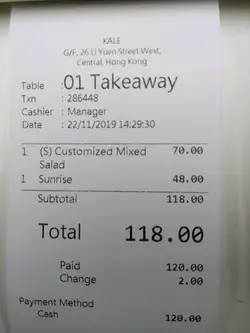 KALE
G/F, 26 Li Yuen Street West,
Central, Hong Kong
Table : 01 Takeaway
Txn : 286448
Cashier : Manager
Date : 22/11/2019 14:29:30
1 (S) Customized Mixed Salad 70.00
1 Sunrise 48.00
Subtotal 118.00
Total 118.00
Paid 120.00
Change 2.00
Payment Method
Cash 120.00